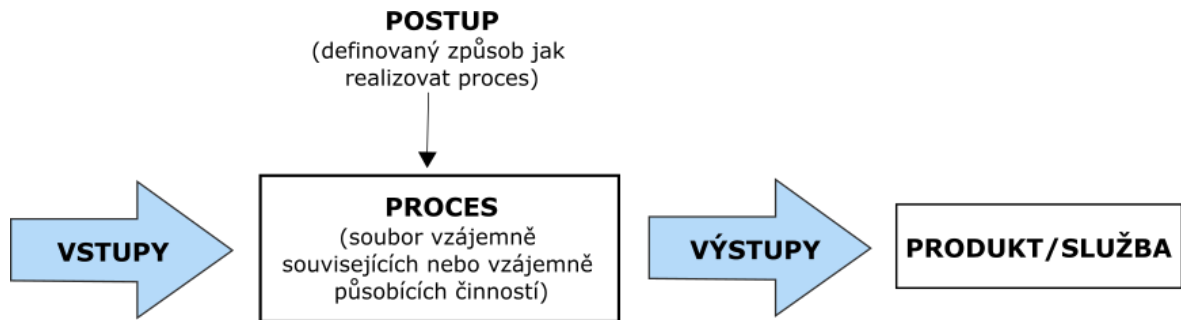 POSTUP
(definovaný způsob jak
realizovat proces)
VSTUPY
PROCES
(soubor vzájemně
souvisejících nebo vzájemně
působících činností)
VÝSTUPY
PRODUKT/SLUŽBA